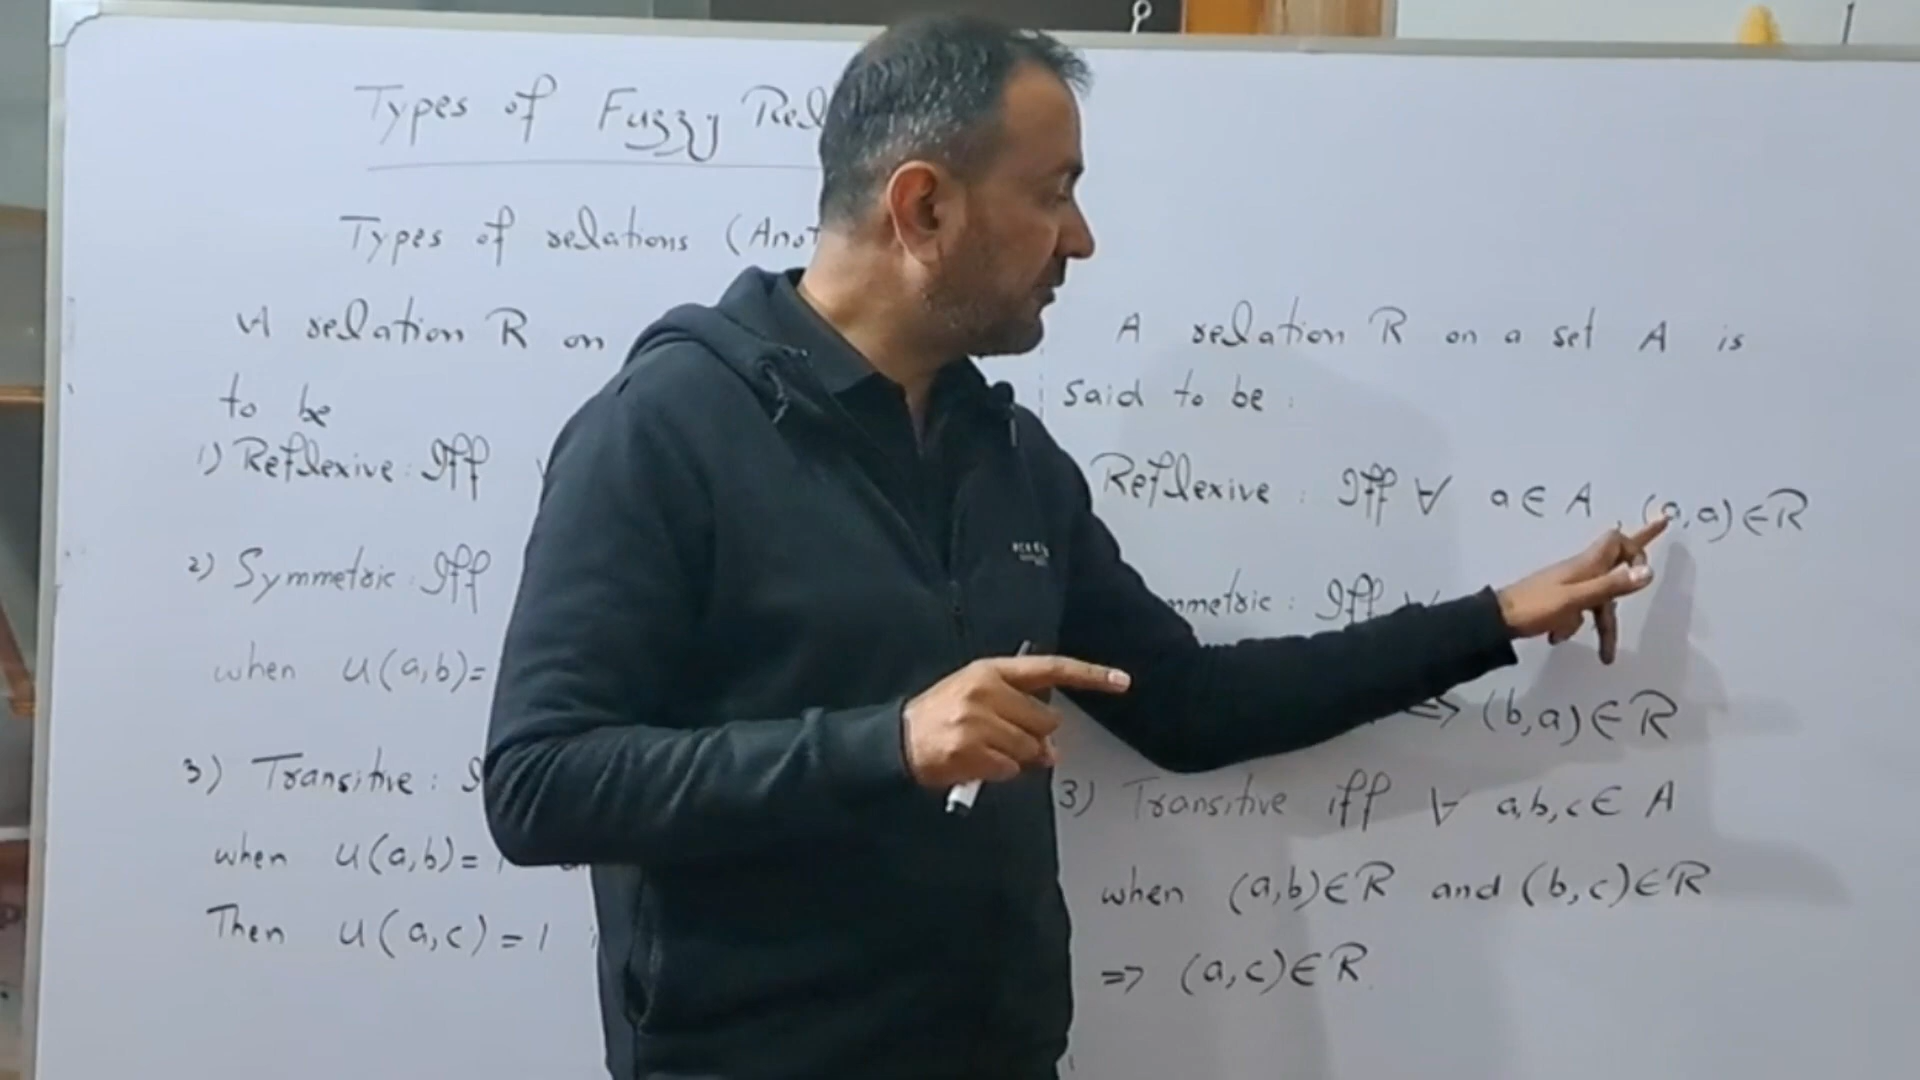 Types of Fuzzy Rel
Types of relations (Anot
A relation R on
to be
1) Reflexive: Iff
2) Symmetric: Iff
when u(a,b)=
3) Transitive: I
when u(a,b)=1
Then u(a,c)=1
A relation R on a set A is
said to be:
Reflexive: Iff ∀ a∈A, (a,a)∈R
mmetric: Iff ∀
⇒ (b,a)∈R
3) Transitive iff ∀ a,b,c∈A
when (a,b)∈R and (b,c)∈R
=> (a,c)∈R.